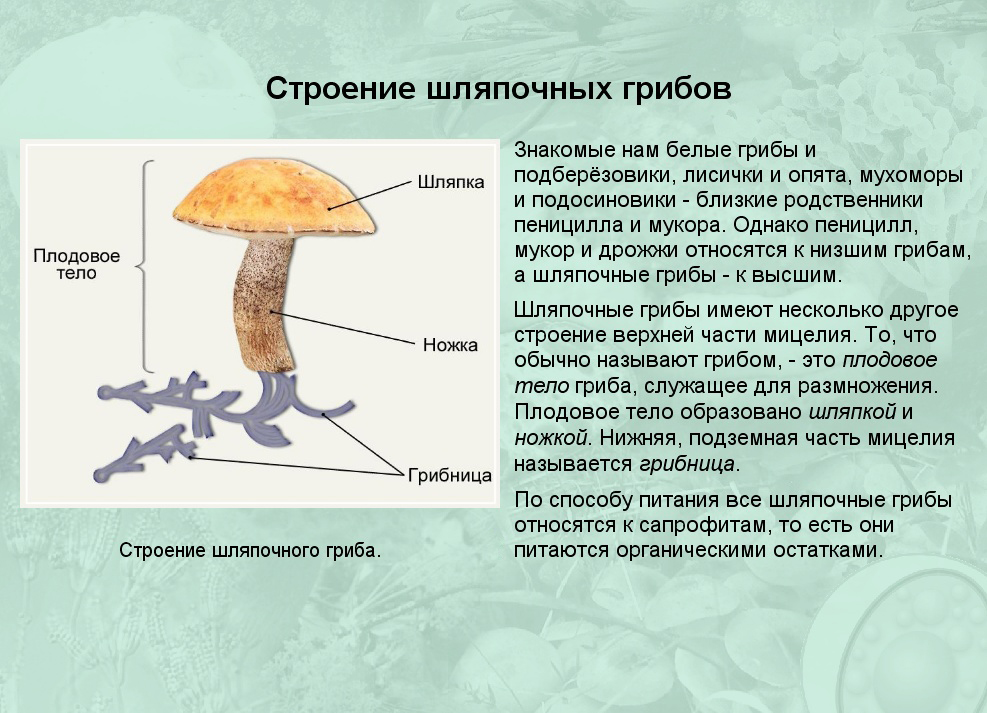 Строение шляпочных грибов
Шляпка
Плодовое
тело
Ножка
Грибница
Строение шляпочного гриба.
Знакомые нам белые грибы и
подберёзовики, лисички и опята, мухоморы
и подосиновики - близкие родственники
пеницилла и мукора. Однако пеницилл,
мукор и дрожжи относятся к низшим грибам,
а шляпочные грибы - к высшим.
Шляпочные грибы имеют несколько другое
строение верхней части мицелия. То, что
обычно называют грибом, - это плодовое
тело гриба, служащее для размножения.
Плодовое тело образовано шляпкой и
ножкой. Нижняя, подземная часть мицелия
называется грибница.
По способу питания все шляпочные грибы
относятся к сапрофитам, то есть они
питаются органическими остатками.